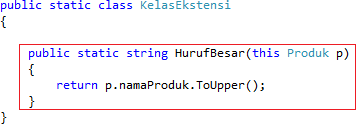 public static class KelasEkstensi
{
    public static string HurufBesar(this Produk p)
    {
        return p.namaProduk.ToUpper();
    }
}